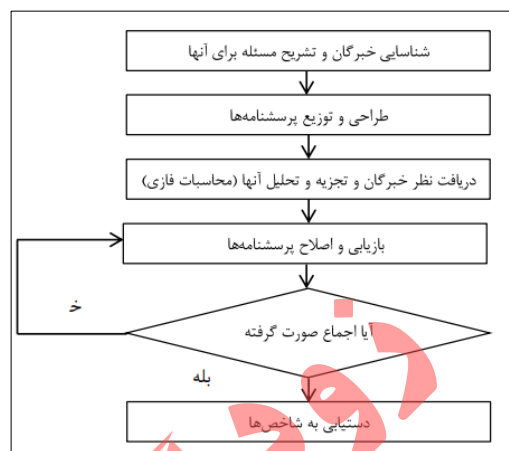 شناسایی خبرگان و تشریح مسئله برای آنها
طراحی و توزیع پرسشنامه‌ها
دریافت نظر خبرگان و تجزیه و تحلیل آنها (محاسبات فازی)
بازیابی و اصلاح پرسشنامه‌ها
آیا اجماع صورت گرفته
خ
بله
دستیابی به شاخص‌ها